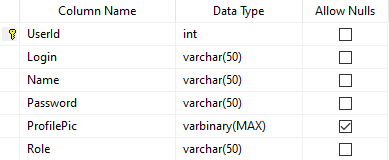 Column Name Data Type Allow Nulls
UserId int
Login varchar(50)
Name varchar(50)
Password varchar(50)
ProfilePic varbinary(MAX)
Role varchar(50)